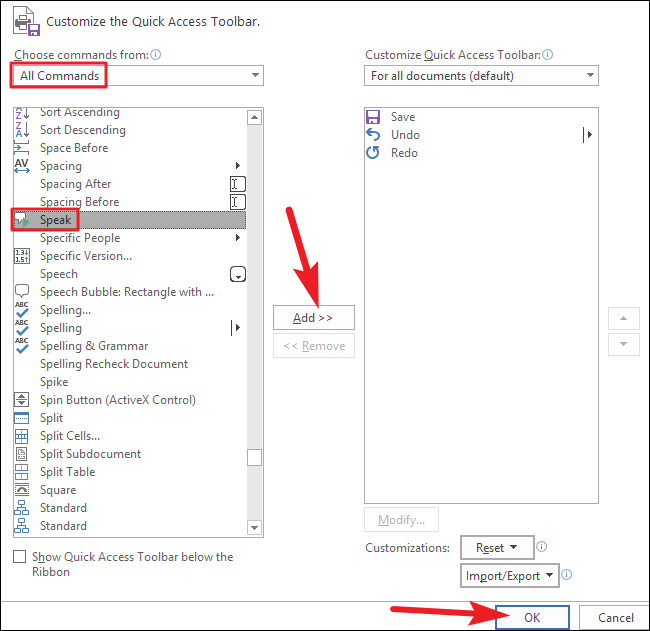 Customize the Quick Access Toolbar.
Choose commands from:
All Commands
Customize Quick Access Toolbar:
For all documents (default)
Sort Ascending
Sort Descending
Space Before
Spacing
Spacing After
Spacing Before
Speak
Specific People
Specific Version...
Speech
Speech Bubble: Rectangle with ...
Spelling...
Spelling
Spelling & Grammar
Spelling Recheck Document
Spike
Spin Button (ActiveX Control)
Split
Split Cells...
Split Subdocument
Split Table
Square
Standard
Standard
Add >>
<< Remove
Save
Undo
Redo
Modify...
Customizations:
Reset
Import/Export
Show Quick Access Toolbar below the
Ribbon
OK
Cancel